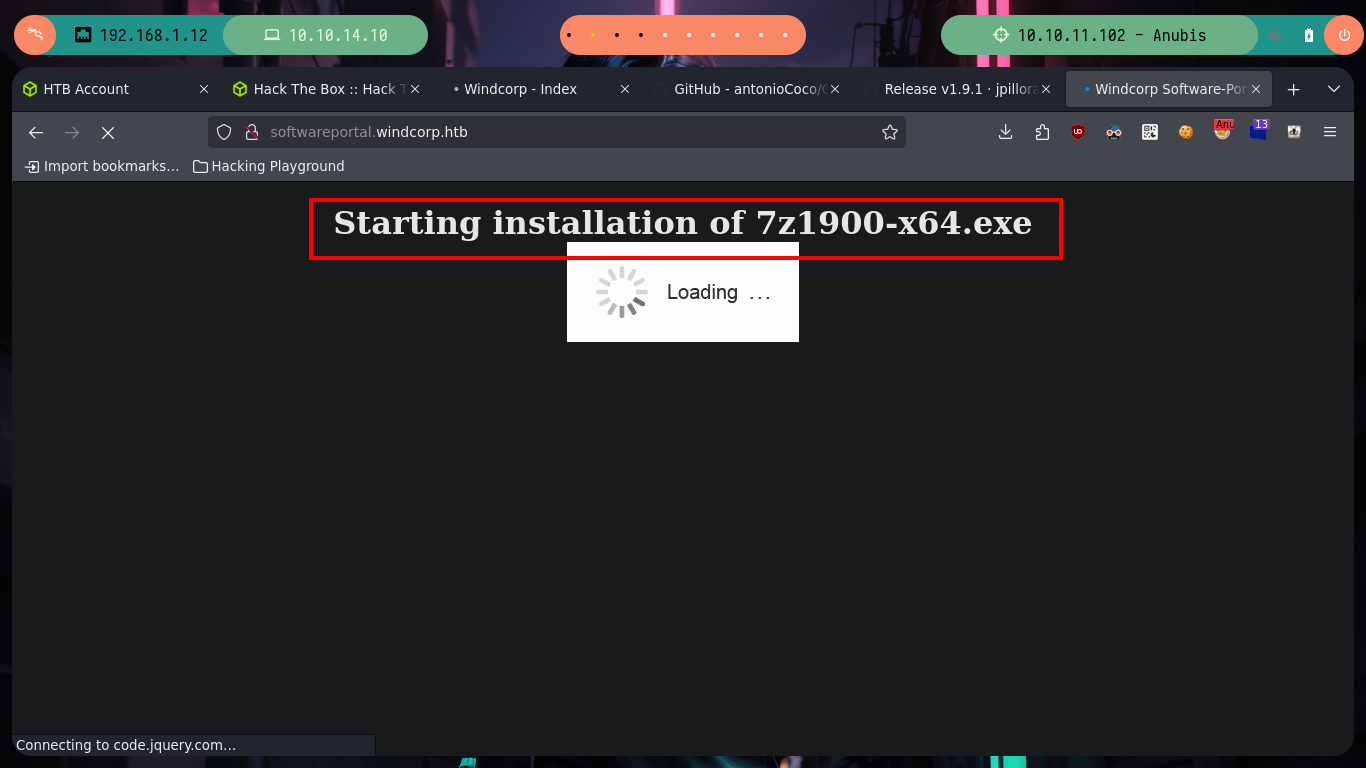 192.168.1.12 10.10.14.10 10.10.11.102 - Anubis
HTB Account Hack The Box :: Hack T Windcorp - Index GitHub - antonioCoco/C Release v1.9.1 · jpillora Windcorp Software-Por
softwareportal.windcorp.htb 13
Import bookmarks... Hacking Playground
Starting installation of 7z1900-x64.exe
Loading ...
Connecting to code.jquery.com…